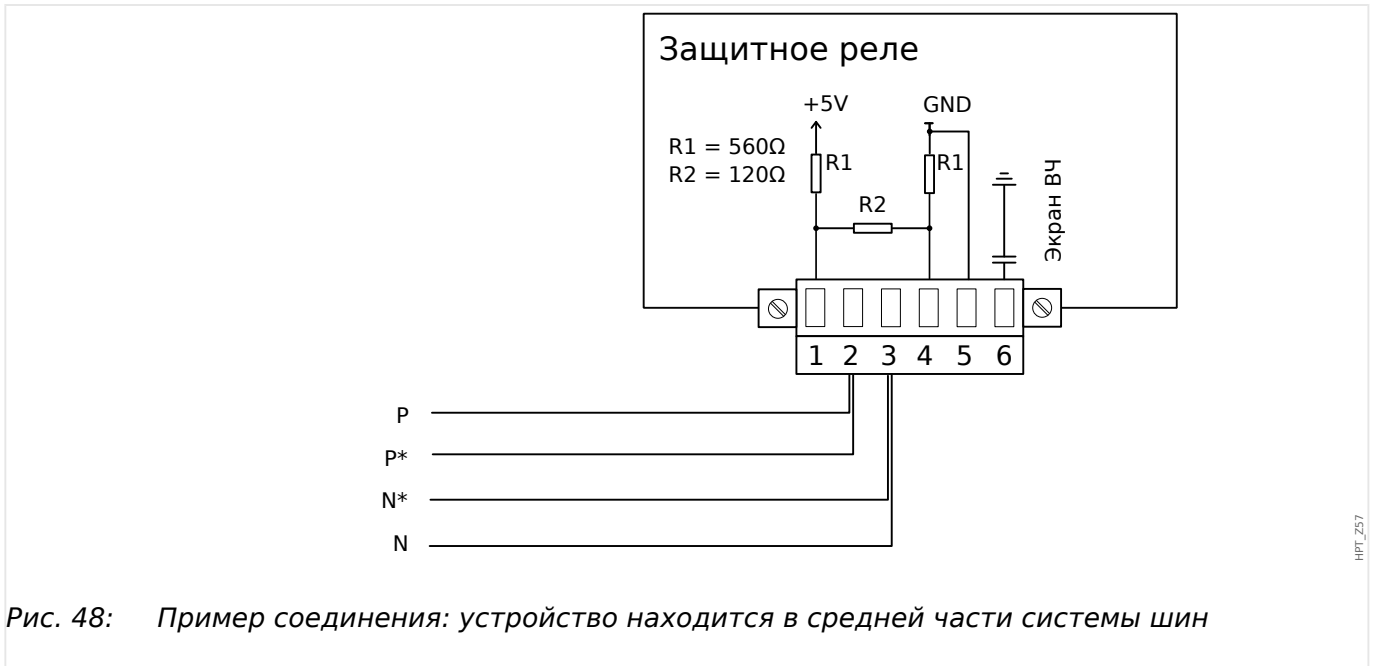 Защитное реле
+5V GND
R1 = 560Ω
R2 = 120Ω
R1 R1
R2
Экран ВЧ
1 2 3 4 5 6
P
P*
N*
N
HPT_Z57
Рис. 48: Пример соединения: устройство находится в средней части системы шин